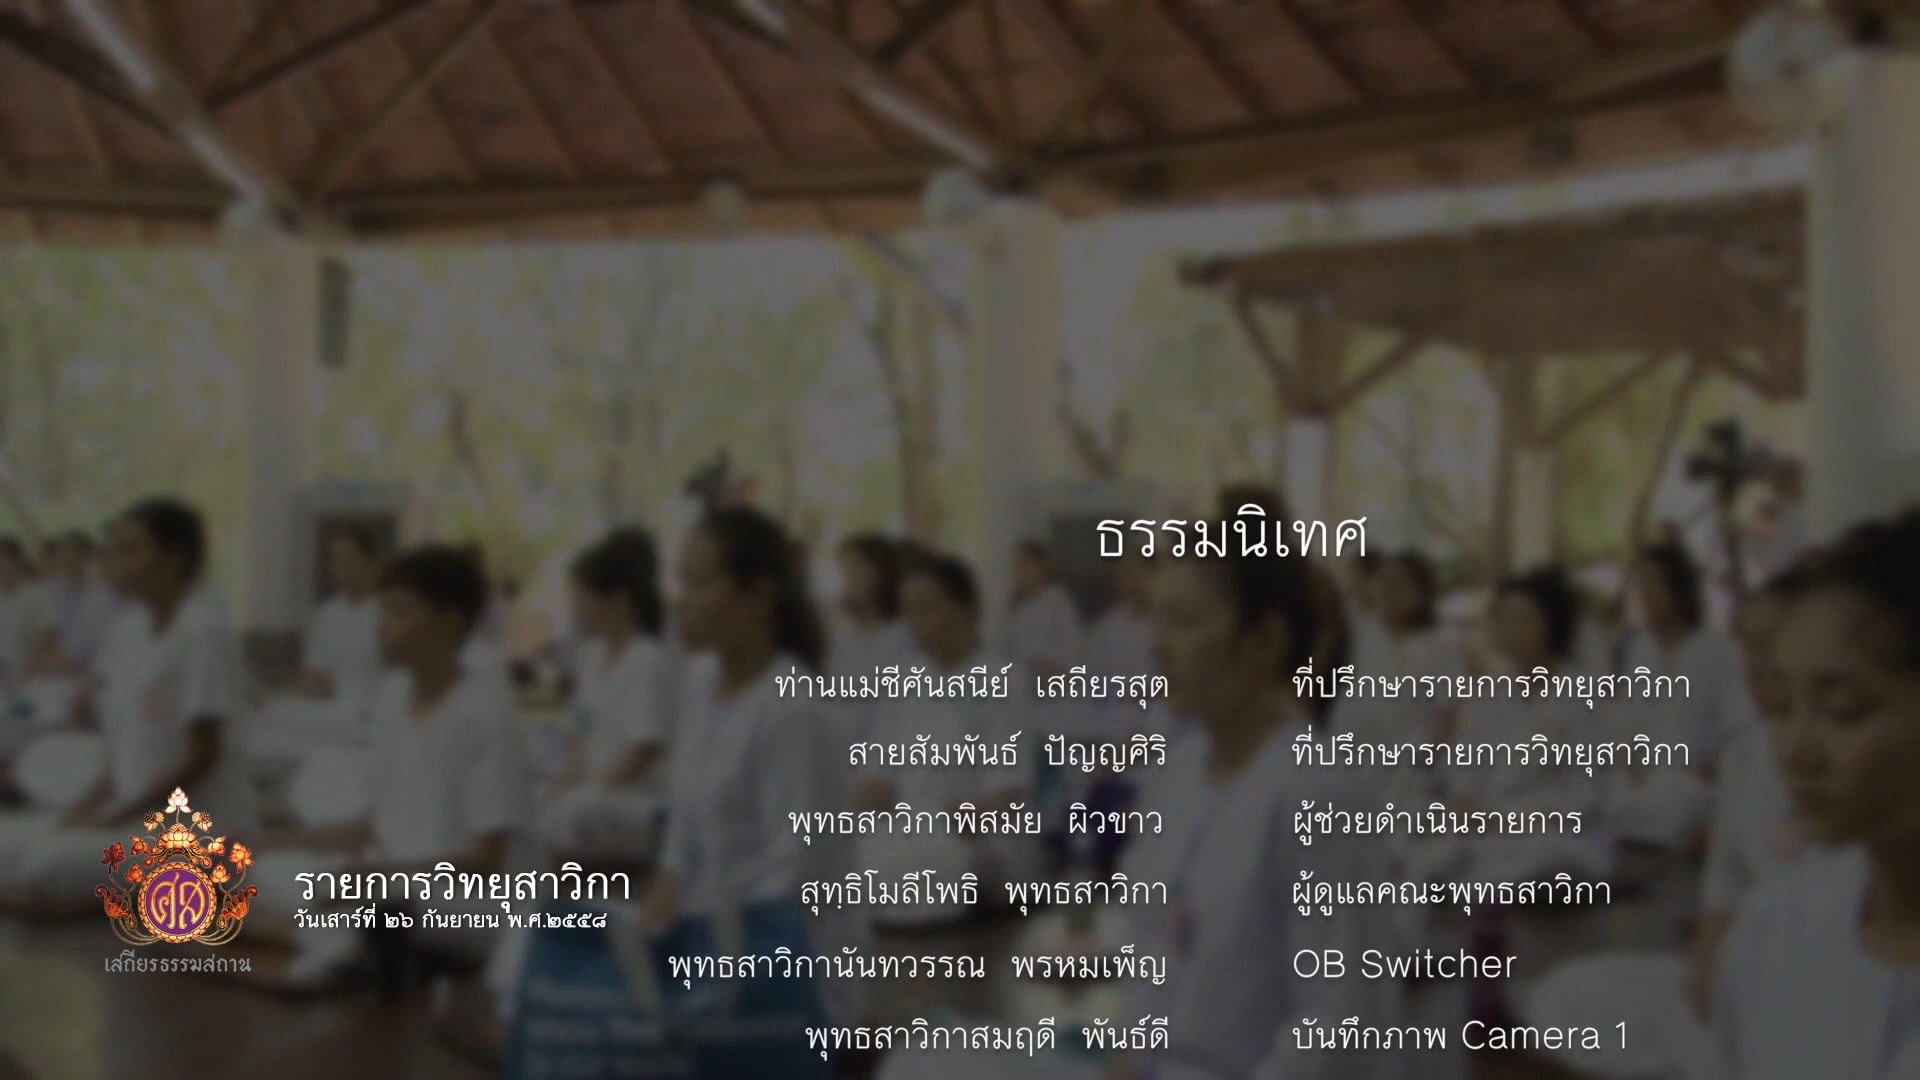 ธรรมนิเทศ
ท่านแม่ชีศันสนีย์ เสถียรสุต ที่ปรึกษารายการวิทยุสาวิกา
สายสัมพันธ์ ปัญญศิริ ที่ปรึกษารายการวิทยุสาวิกา
พุทธสาวิกาพิสมัย ผิวขาว ผู้ช่วยดำเนินรายการ
สุทฺธิโมลีโพธิ พุทธสาวิกา ผู้ดูแลคณะพุทธสาวิกา
พุทธสาวิกานันทวรรณ พรหมเพ็ญ OB Switcher
พุทธสาวิกาสมฤดี พันธ์ดี บันทึกภาพ Camera 1
รายการวิทยุสาวิกา
วันเสาร์ที่ ๒๖ กันยายน พ.ศ.๒๕๕๘
ศส
เสถียรธรรมสถาน